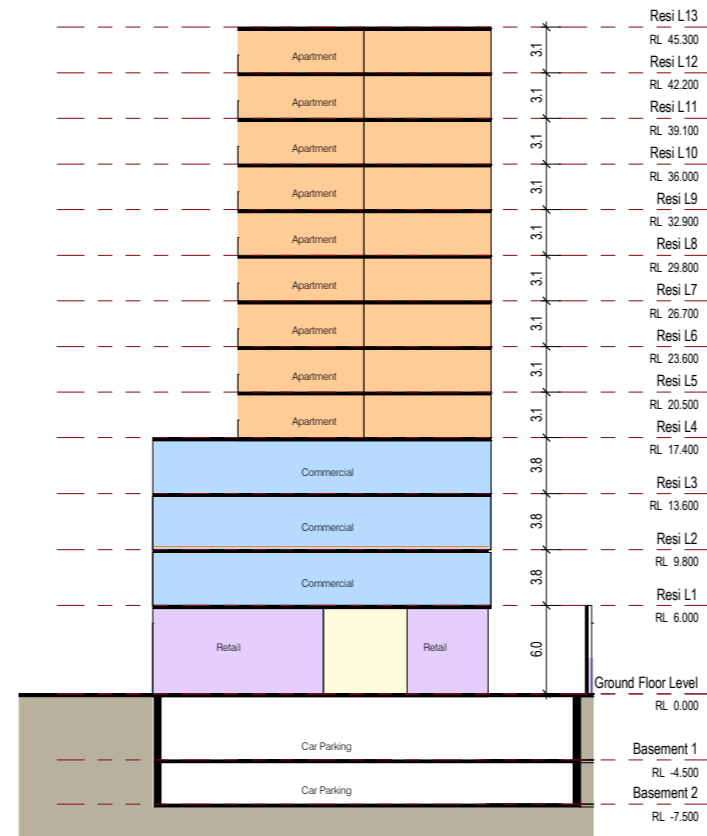 Resi L13
RL 45.300
Apartment
3.1
Resi L12
RL 42.200
Apartment
3.1
Resi L11
RL 39.100
Apartment
3.1
Resi L10
RL 36.000
Apartment
3.1
Resi L9
RL 32.900
Apartment
3.1
Resi L8
RL 29.800
Apartment
3.1
Resi L7
RL 26.700
Apartment
3.1
Resi L6
RL 23.600
Apartment
3.1
Resi L5
RL 20.500
Apartment
3.1
Resi L4
RL 17.400
Commercial
3.8
Resi L3
RL 13.600
Commercial
3.8
Resi L2
RL 9.800
Commercial
3.8
Resi L1
RL 6.000
Retail
Retail
6.0
Ground Floor Level
RL 0.000
Car Parking
Basement 1
RL -4.500
Car Parking
Basement 2
RL -7.500